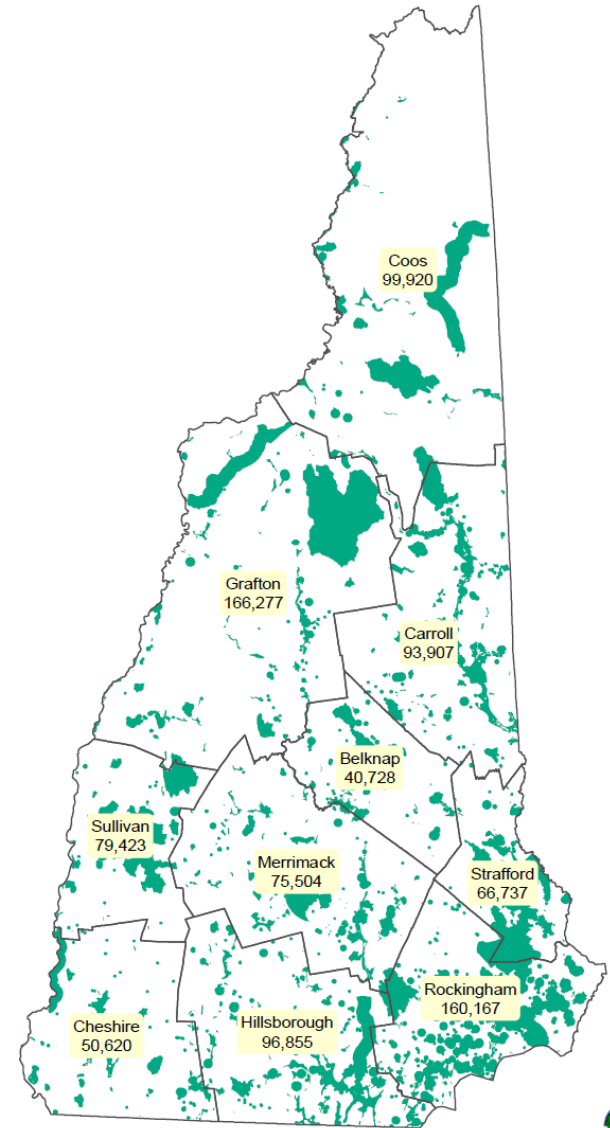 Coos
99,920
Grafton
166,277
Carroll
93,907
Belknap
40,728
Sullivan
79,423
Merrimack
75,504
Strafford
66,737
Rockingham
160,167
Hillsborough
96,855
Cheshire
50,620